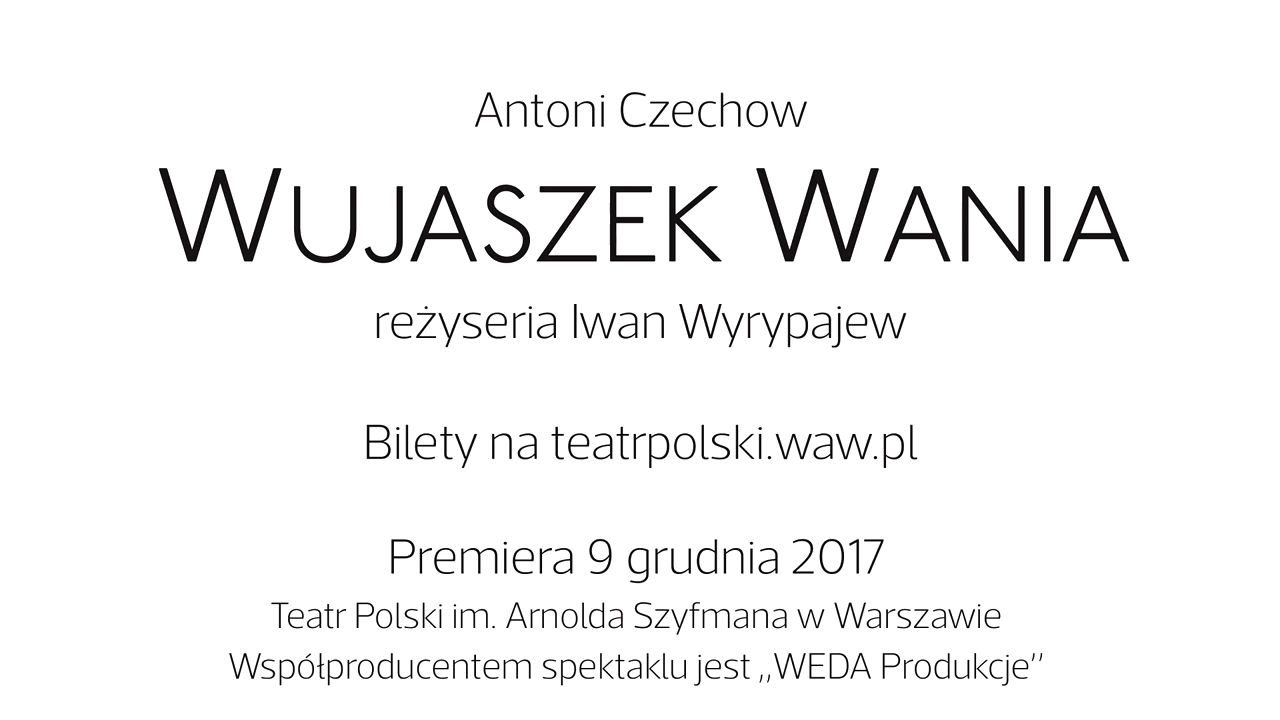 Antoni Czechow
WUJASZEK WANIA
reżyseria Iwan Wyrypajew
Bilety na teatrpolski.waw.pl
Premiera 9 grudnia 2017
Teatr Polski im. Arnolda Szyfmana w Warszawie
Współproducentem spektaklu jest ,,WEDA Produkcje’’